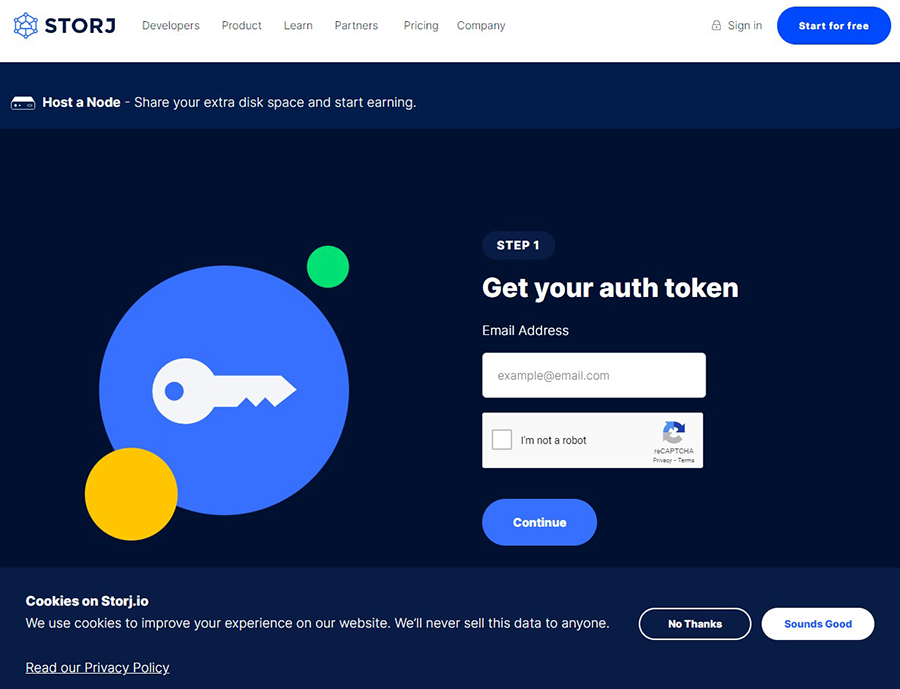 STORJ
Developers Product Learn Partners Pricing Company Sign in Start for free
Host a Node - Share your extra disk space and start earning.
STEP 1
Get your auth token
Email Address
example@email.com
I'm not a robot
reCAPTCHA
Privacy - Terms
Continue
Cookies on Storj.io
We use cookies to improve your experience on our website. We'll never sell this data to anyone.
No Thanks Sounds Good
Read our Privacy Policy